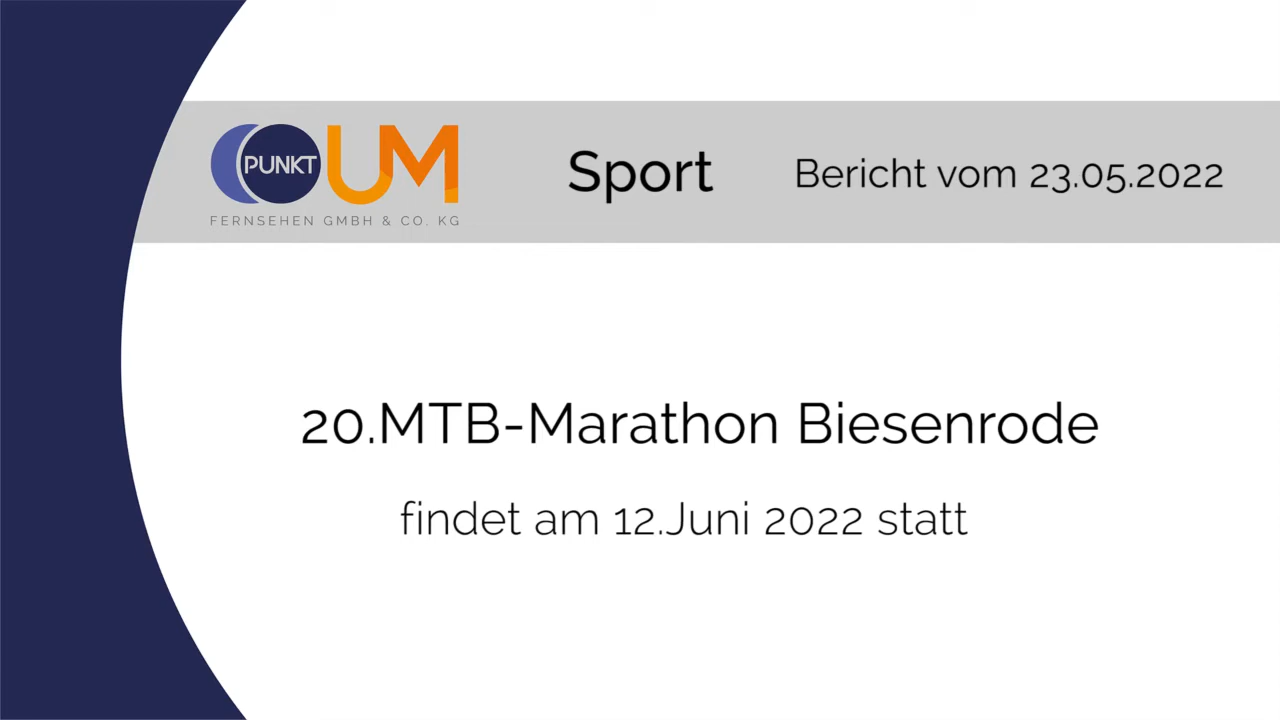 PUNKT UM
FERNSEHEN GMBH & CO. KG
Sport
Bericht vom 23.05.2022
20.MTB-Marathon Biesenrode
findet am 12.Juni 2022 statt